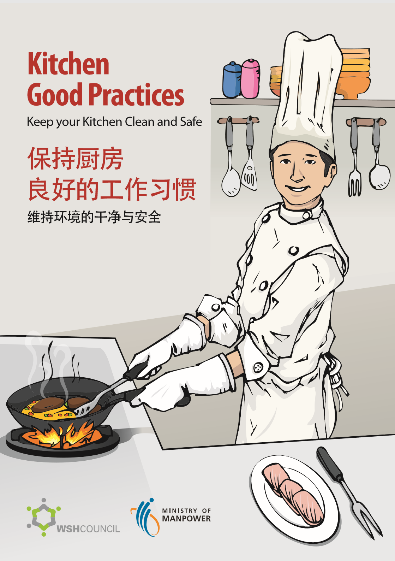 Kitchen
Good Practices
Keep your Kitchen Clean and Safe
保持厨房
良好的工作习惯
维持环境的干净与安全
WSHCOUNCIL
MINISTRY OF
MANPOWER